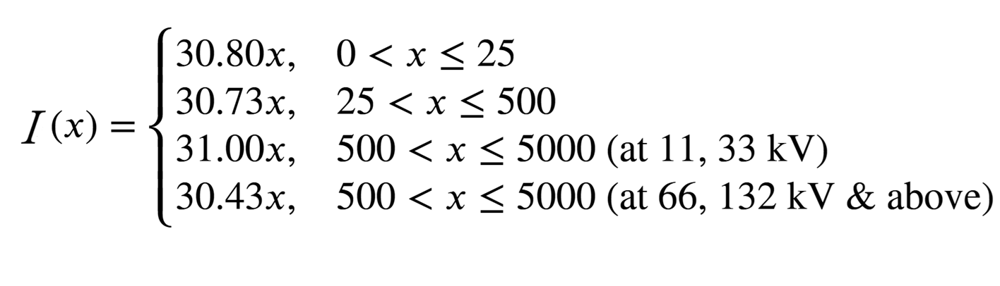 30.80x, 0 < x ≤ 25
30.73x, 25 < x ≤ 500
I(x) =
31.00x, 500 < x ≤ 5000 (at 11, 33 kV)
30.43x, 500 < x ≤ 5000 (at 66, 132 kV & above)